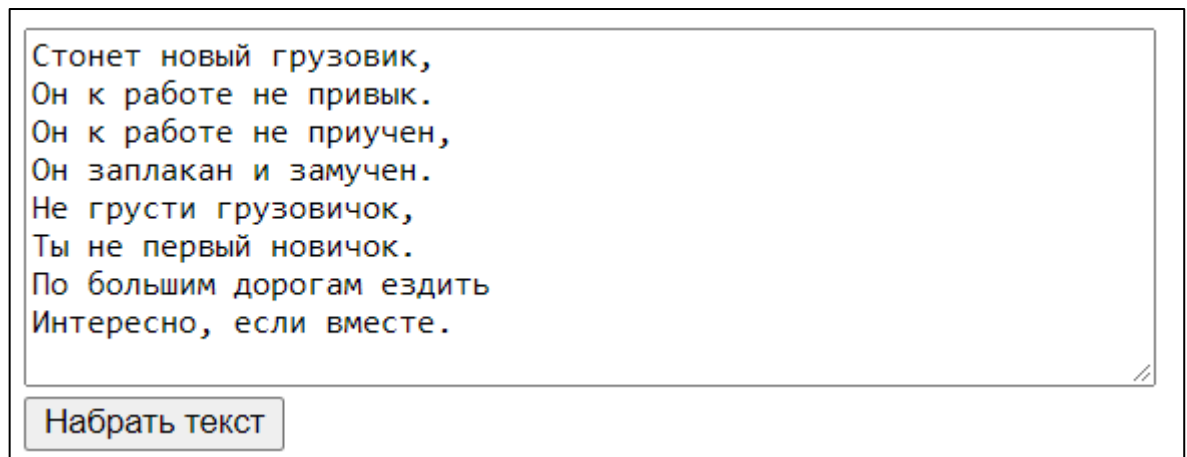 Стонет новый грузовик,
Он к работе не привык.
Он к работе не приучен,
Он заплакан и замучен.
Не грусти грузовичок,
Ты не первый новичок.
По большим дорогам ездить
Интересно, если вместе.
Набрать текст